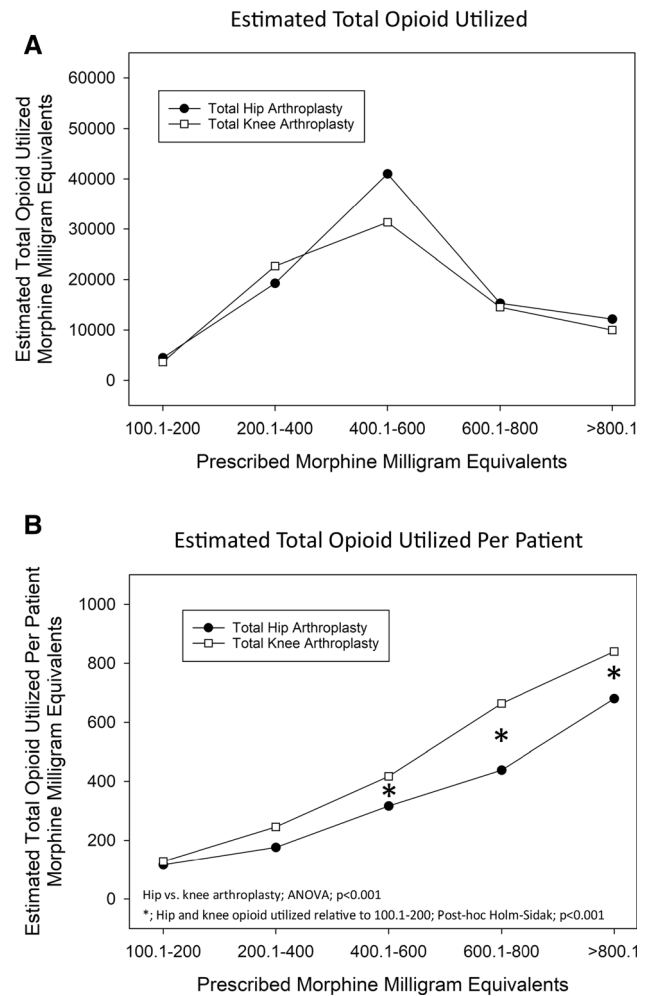 Estimated Total Opioid Utilized
A
Estimated Total Opioid Utilized
Morphine Milligram Equivalents
60000
50000
40000
30000
20000
10000
0
Total Hip Arthroplasty
Total Knee Arthroplasty
100.1-200 200.1-400 400.1-600 600.1-800 >800.1
Prescribed Morphine Milligram Equivalents
B
Estimated Total Opioid Utilized Per Patient
Estimated Total Opioid Utilized Per Patient
Morphine Milligram Equivalents
1000
800
600
400
200
0
Total Hip Arthroplasty
Total Knee Arthroplasty
*
*
*
Hip vs. knee arthroplasty; ANOVA; p<0.001
*; Hip and knee opioid utilized relative to 100.1-200; Post-hoc Holm-Sidak; p<0.001
100.1-200 200.1-400 400.1-600 600.1-800 >800.1
Prescribed Morphine Milligram Equivalents